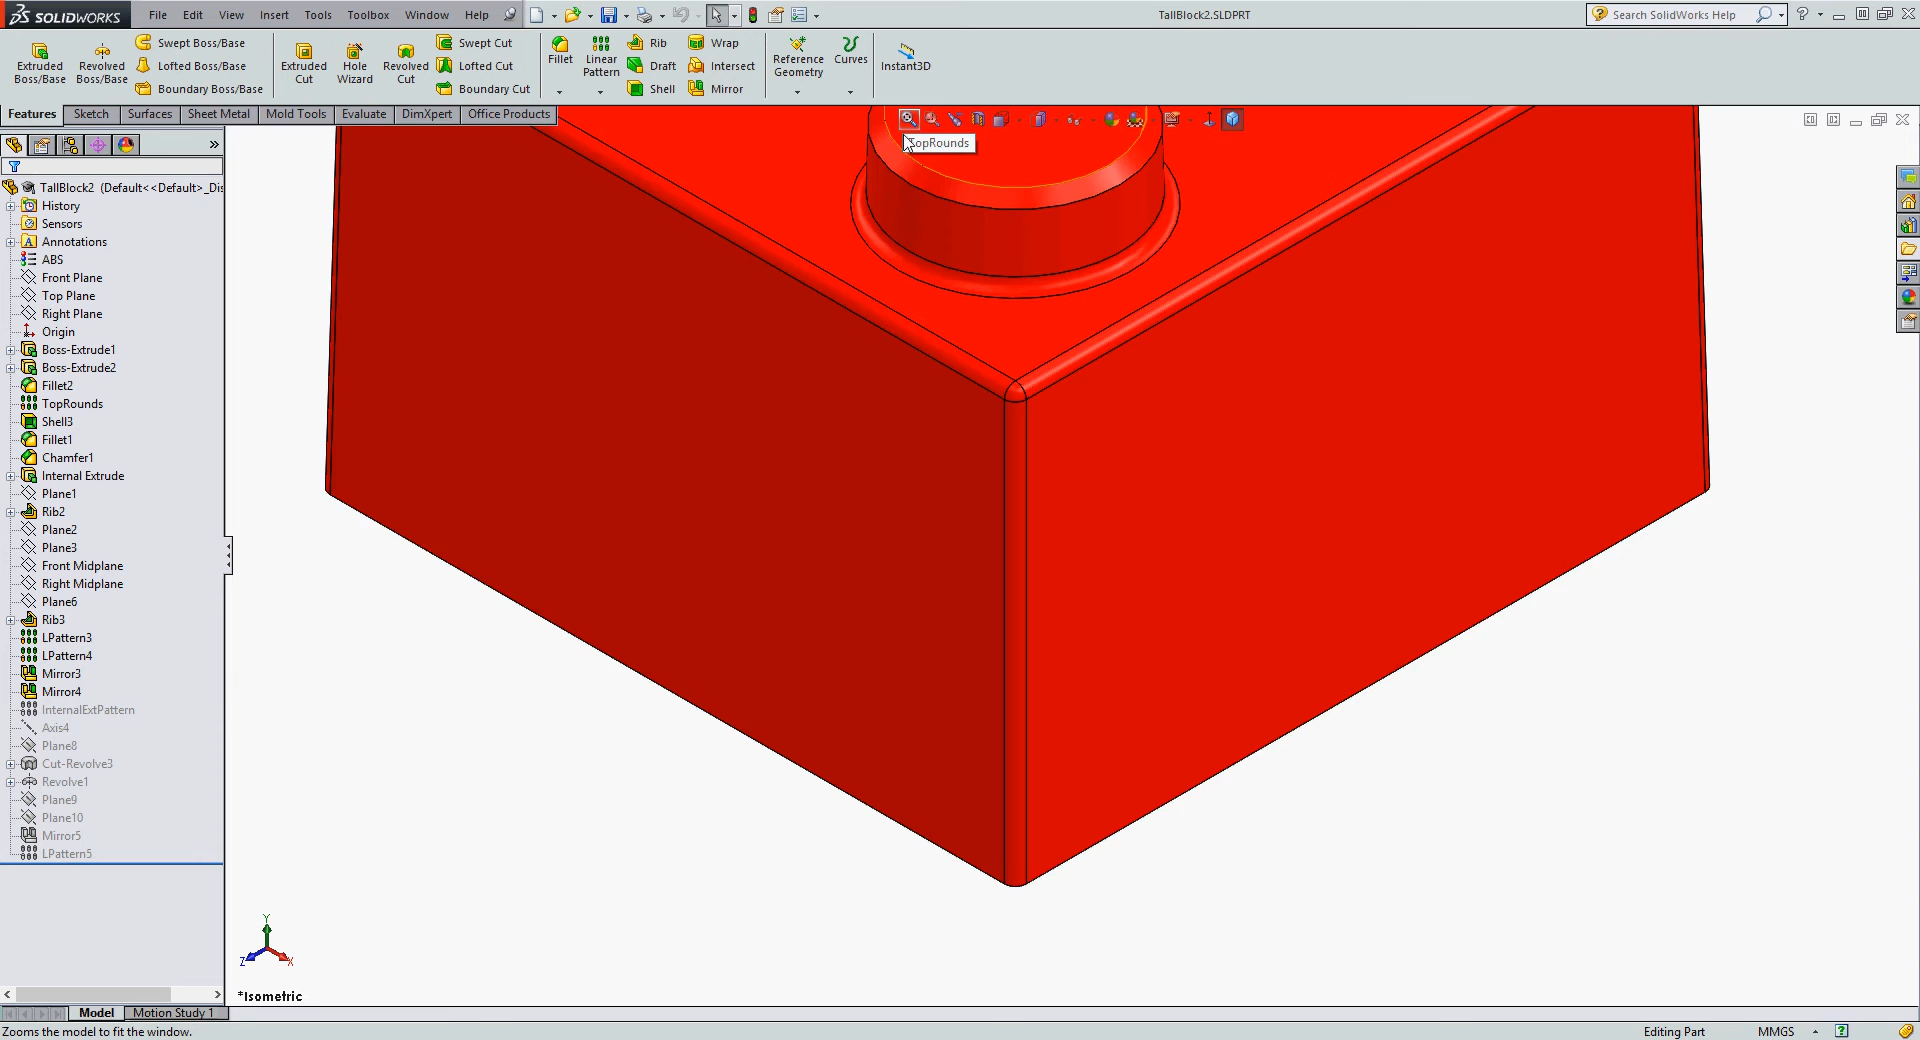 SOLIDWORKS File Edit View Insert Tools Toolbox Window Help TallBlock2.SLDPRT Search SolidWorks Help
Extruded Boss/Base
Revolved Boss/Base
Swept Boss/Base
Lofted Boss/Base
Boundary Boss/Base
Extruded Cut
Hole Wizard
Revolved Cut
Swept Cut
Lofted Cut
Boundary Cut
Fillet
Linear Pattern
Rib
Draft
Shell
Wrap
Intersect
Mirror
Reference Geometry
Curves
Instant3D
Features Sketch Surfaces Sheet Metal Mold Tools Evaluate DimXpert Office Products
TopRounds
TallBlock2 (Default<<Default>_Dis
History
Sensors
Annotations
ABS
Front Plane
Top Plane
Right Plane
Origin
Boss-Extrude1
Boss-Extrude2
Fillet2
TopRounds
Shell3
Fillet1
Chamfer1
Internal Extrude
Plane1
Rib2
Plane2
Plane3
Front Midplane
Right Midplane
Plane6
Rib3
LPattern3
LPattern4
Mirror3
Mirror4
InternalExtPattern
Axis4
Plane8
Cut-Revolve3
Revolve1
Plane9
Plane10
Mirror5
LPattern5
Y
Z X
*Isometric
Model Motion Study 1
Zooms the model to fit the window. Editing Part MMGS